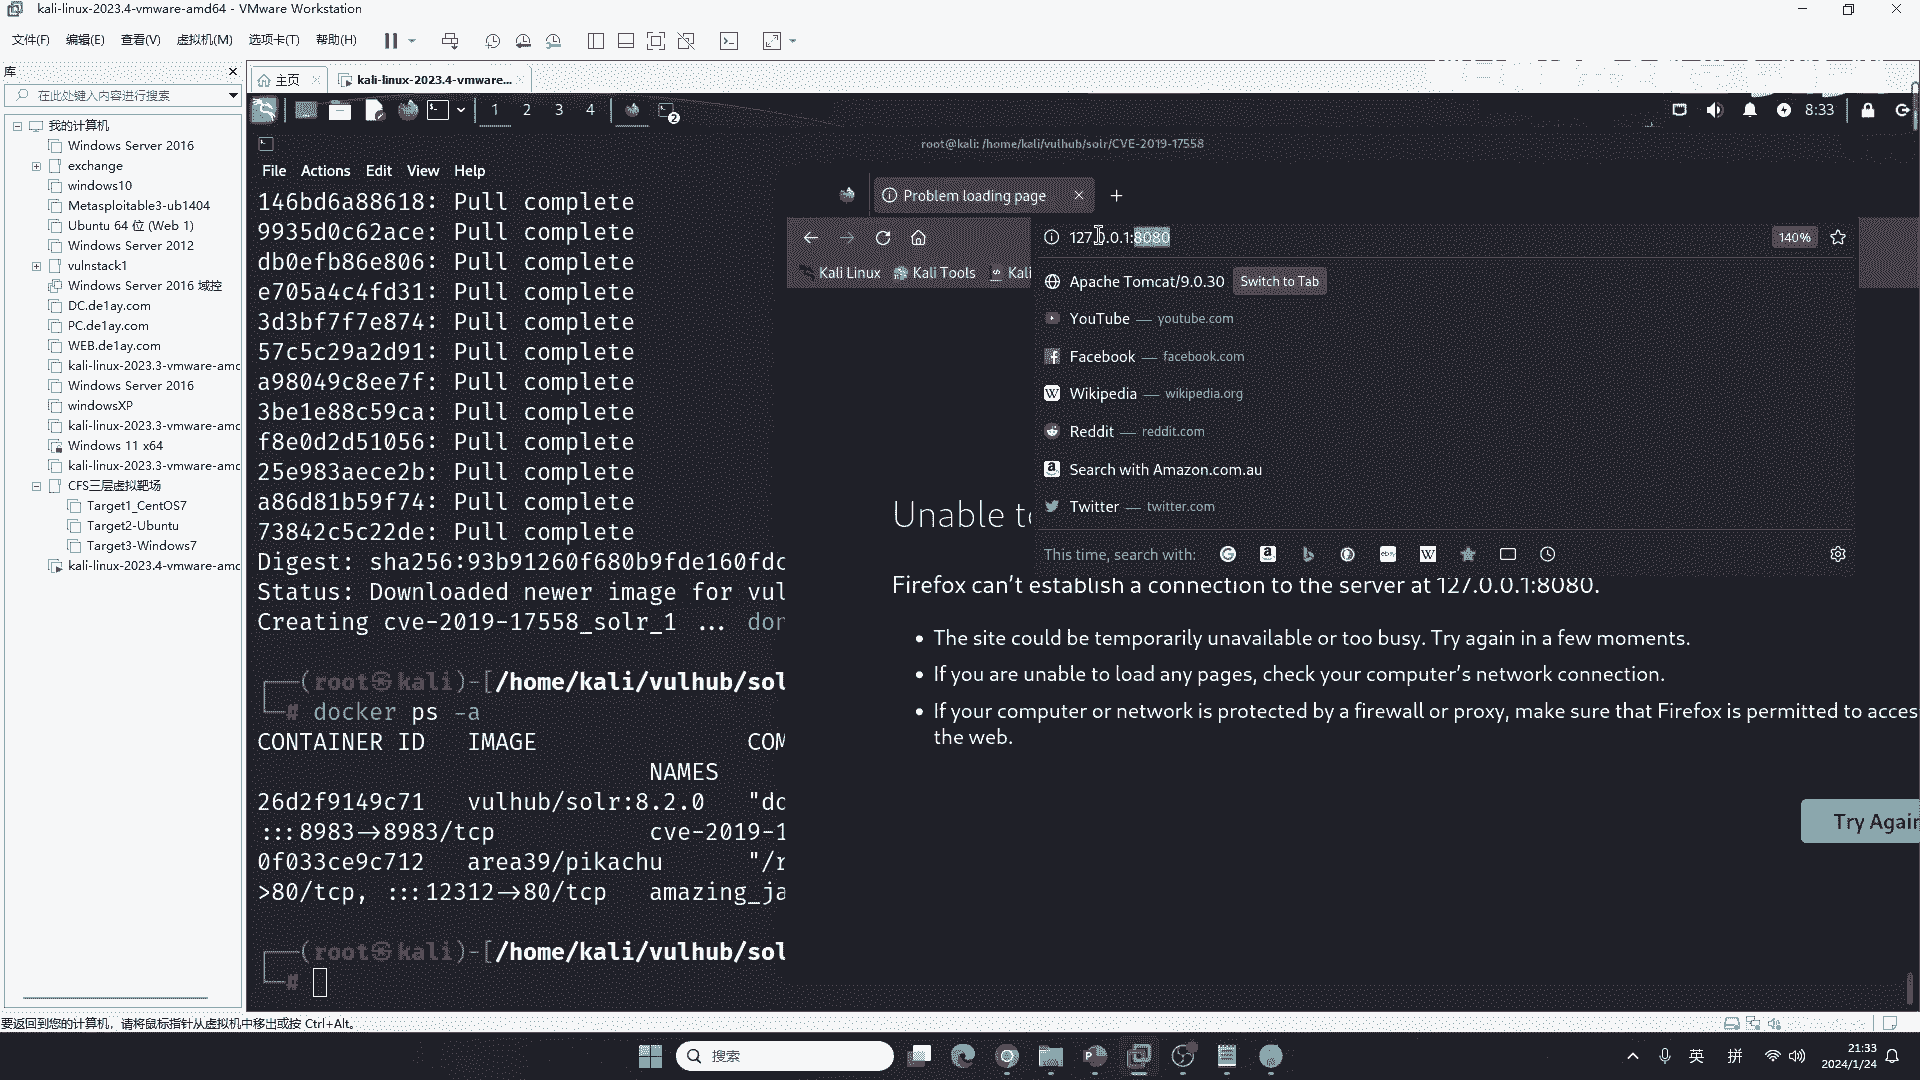 kali-linux-2023.4-vmware-amd64 - VMware Workstation
文件(F) 编辑(E) 查看(V) 虚拟机(M) 选项卡(T) 帮助(H)
库
在此处键入内容进行搜索
我的计算机
Windows Server 2016
exchange
windows10
Metasploitable3-ub1404
Ubuntu 64 位 (Web 1)
Windows Server 2012
vulnstack1
Windows Server 2016 域控
DC.de1ay.com
PC.de1ay.com
WEB.de1ay.com
kali-linux-2023.3-vmware-amc
Windows Server 2016
windowsXP
kali-linux-2023.3-vmware-amc
Windows 11 x64
kali-linux-2023.3-vmware-amc
CFS三层虚拟靶场
Target1_CentOS7
Target2-Ubuntu
Target3-Windows7
kali-linux-2023.4-vmware-amc
主页 kali-linux-2023.4-vmware...
1 2 3 4 2 8:33
root@kali: /home/kali/vulhub/solr/CVE-2019-17558
File Actions Edit View Help
146bd6a88618: Pull complete
9935d0c62ace: Pull complete
db0efb86e806: Pull complete
e705a4c4fd31: Pull complete
3d3bf7f7e874: Pull complete
57c5c29a2d91: Pull complete
a98049c8ee7f: Pull complete
3be1e88c59ca: Pull complete
f8e0d2d51056: Pull complete
25e983aece2b: Pull complete
a86d81b59f74: Pull complete
73842c5c22de: Pull complete
Digest: sha256:93b91260f680b9fde160fdc
Status: Downloaded newer image for vul
Creating cve-2019-17558_solr_1 ... don
(root㉿kali)-[/home/kali/vulhub/sol
# docker ps -a
CONTAINER ID IMAGE COM
NAMES
26d2f9149c71 vulhub/solr:8.2.0 "do
:::8983→8983/tcp cve-2019-1
0f033ce9c712 area39/pikachu "/r
>80/tcp, :::12312→80/tcp amazing_ja
(root㉿kali)-[/home/kali/vulhub/sol
#
Problem loading page
127.0.0.1:8080 140%
Kali Linux Kali Tools Kali
Apache Tomcat/9.0.30 Switch to Tab
YouTube — youtube.com
Facebook — facebook.com
Wikipedia — wikipedia.org
Reddit — reddit.com
Search with Amazon.com.au
Twitter — twitter.com
This time, search with:
Unable to
Firefox can’t establish a connection to the server at 127.0.0.1:8080.
The site could be temporarily unavailable or too busy. Try again in a few moments.
If you are unable to load any pages, check your computer’s network connection.
If your computer or network is protected by a firewall or proxy, make sure that Firefox is permitted to acces
the web.
Try Again
要返回到您的计算机，请将鼠标指针从虚拟机中移出或按 Ctrl+Alt。
搜索
英 拼
21:33
2024/1/24